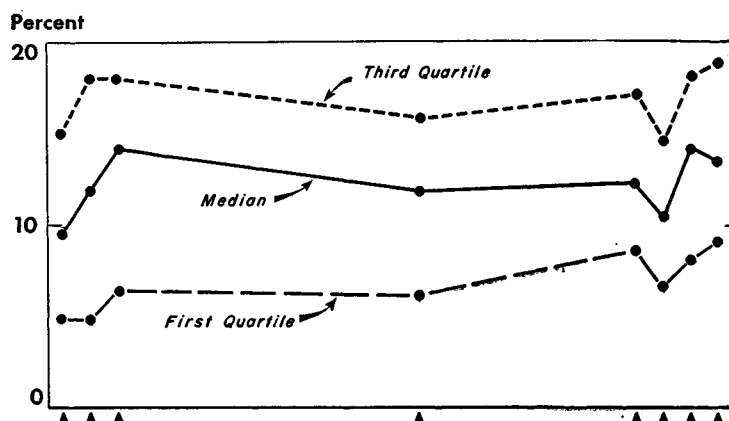 Percent
20
Third Quartile
Median
10
First Quartile
0